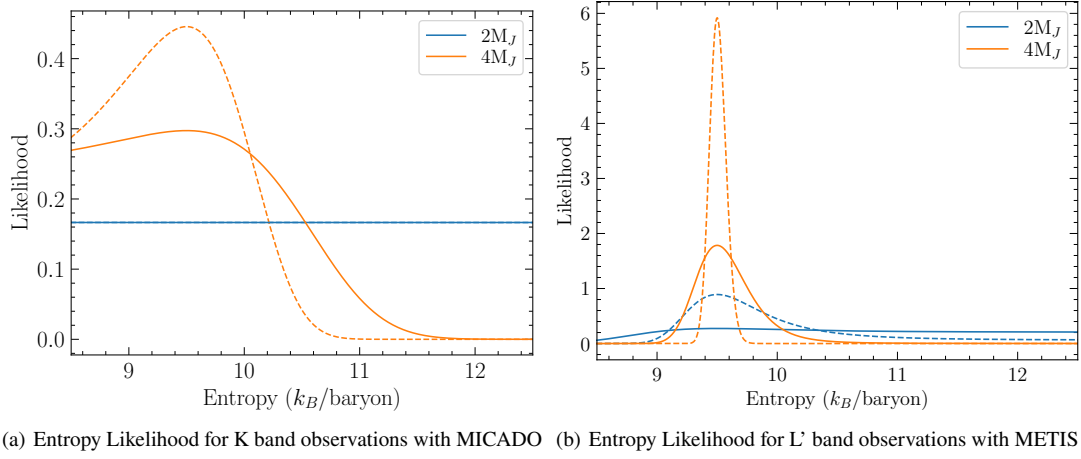 2M_J
4M_J
Likelihood
0.4
0.3
0.2
0.1
0.0
9
10
11
12
Entropy (k_B/baryon)
(a) Entropy Likelihood for K band observations with MICADO
2M_J
4M_J
Likelihood
6
5
4
3
2
1
0
9
10
11
12
Entropy (k_B/baryon)
(b) Entropy Likelihood for L’ band observations with METIS